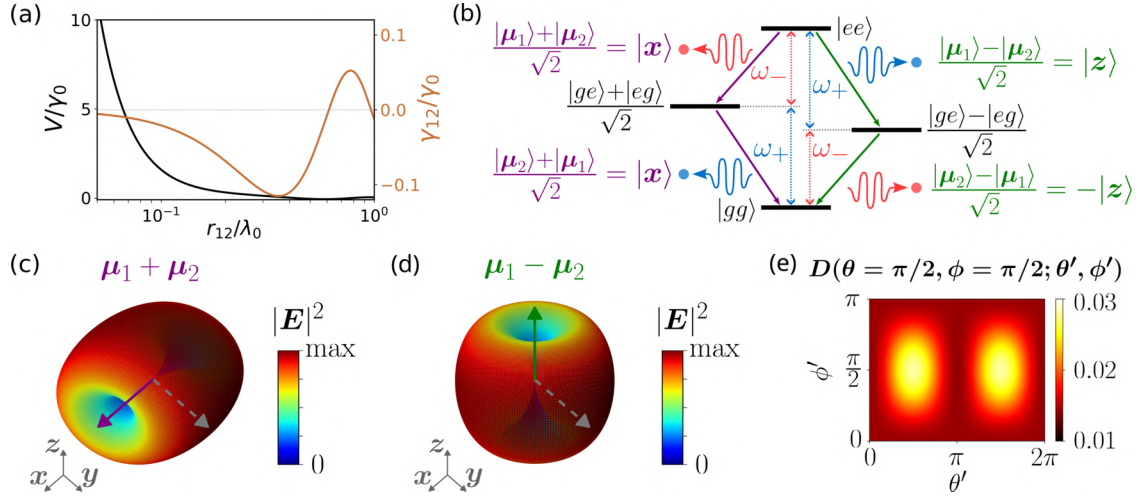 (a)
10
5
0
V/γ₀
0.1
0.0
−0.1
γ₁₂/γ₀
10⁻¹
10⁰
r₁₂/λ₀
(b)
|ee⟩
(|μ₁⟩+|μ₂⟩)/√2 = |x⟩
ω₋
ω₊
(|μ₁⟩−|μ₂⟩)/√2 = |z⟩
(|ge⟩+|eg⟩)/√2
(|ge⟩−|eg⟩)/√2
(|μ₂⟩+|μ₁⟩)/√2 = |x⟩
ω₊
ω₋
(|μ₂⟩−|μ₁⟩)/√2 = −|z⟩
|gg⟩
(c)
μ₁ + μ₂
|E|²
max
0
z
x
y
(d)
μ₁ − μ₂
|E|²
max
0
z
x
y
(e)
D(θ = π/2, ϕ = π/2; θ′, ϕ′)
π
π/2
0
ϕ′
0
π
2π
θ′
0.03
0.02
0.01